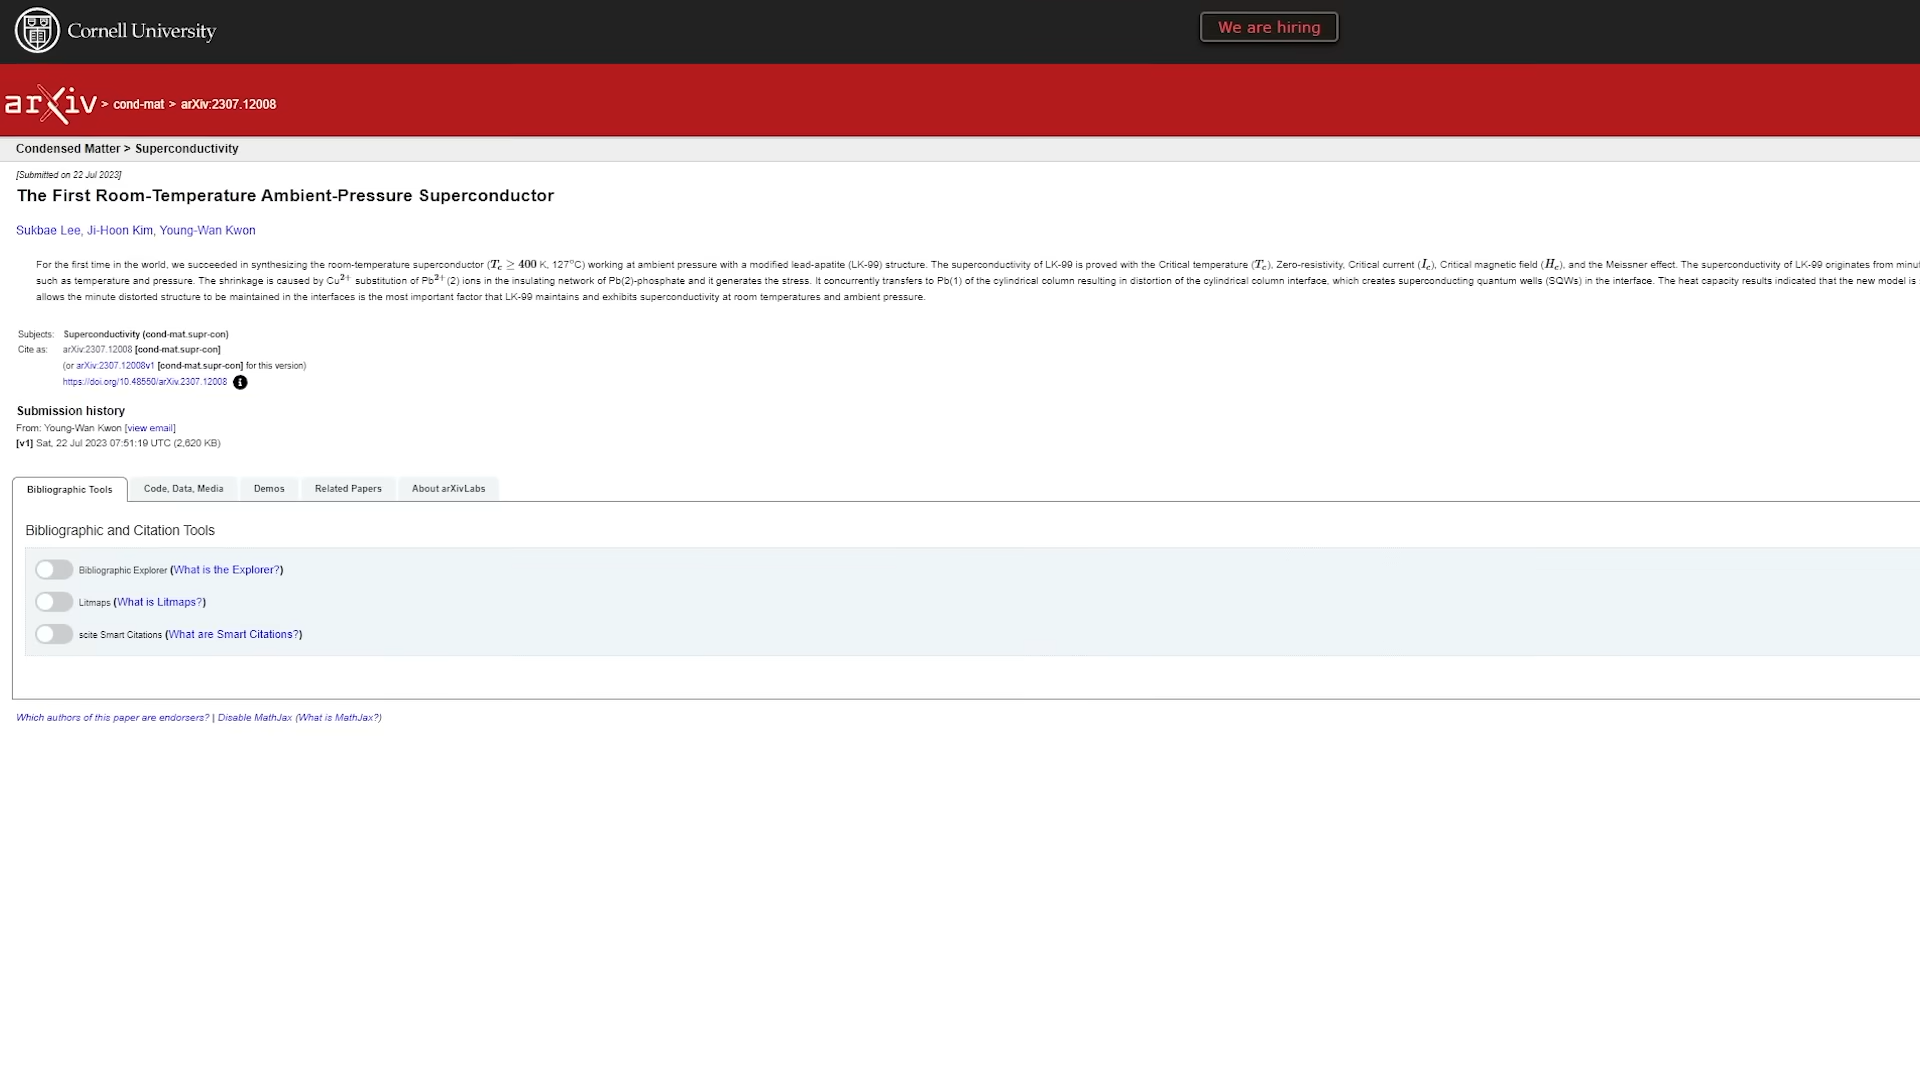 Cornell University
We are hiring
arXiv > cond-mat > arXiv:2307.12008
Condensed Matter > Superconductivity
[Submitted on 22 Jul 2023]
The First Room-Temperature Ambient-Pressure Superconductor
Sukbae Lee, Ji-Hoon Kim, Young-Wan Kwon
For the first time in the world, we succeeded in synthesizing the room-temperature superconductor (Tc ≥ 400 K, 127°C) working at ambient pressure with a modified lead-apatite (LK-99) structure. The superconductivity of LK-99 is proved with the Critical temperature (Tc), Zero-resistivity, Critical current (Ic), Critical magnetic field (Hc), and the Meissner effect. The superconductivity of LK-99 originates from minut
such as temperature and pressure. The shrinkage is caused by Cu²⁺ substitution of Pb²⁺(2) ions in the insulating network of Pb(2)-phosphate and it generates the stress. It concurrently transfers to Pb(1) of the cylindrical column resulting in distortion of the cylindrical column interface, which creates superconducting quantum wells (SQWs) in the interface. The heat capacity results indicated that the new model is
allows the minute distorted structure to be maintained in the interfaces is the most important factor that LK-99 maintains and exhibits superconductivity at room temperatures and ambient pressure.
Subjects: Superconductivity (cond-mat.supr-con)
Cite as: arXiv:2307.12008 [cond-mat.supr-con]
(or arXiv:2307.12008v1 [cond-mat.supr-con] for this version)
https://doi.org/10.48550/arXiv.2307.12008
Submission history
From: Young-Wan Kwon [view email]
[v1] Sat, 22 Jul 2023 07:51:19 UTC (2,620 KB)
Bibliographic Tools Code, Data, Media Demos Related Papers About arXivLabs
Bibliographic and Citation Tools
Bibliographic Explorer (What is the Explorer?)
Litmaps (What is Litmaps?)
scite Smart Citations (What are Smart Citations?)
Which authors of this paper are endorsers? | Disable MathJax (What is MathJax?)